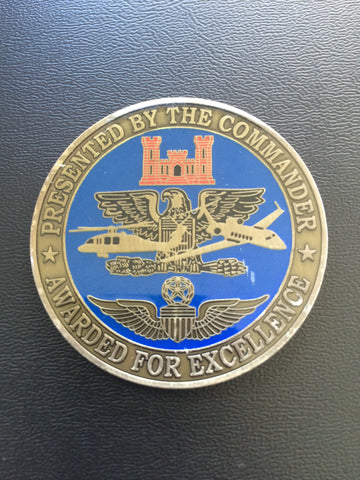 PRESENTED BY THE COMMANDER
AWARDED FOR EXCELLENCE